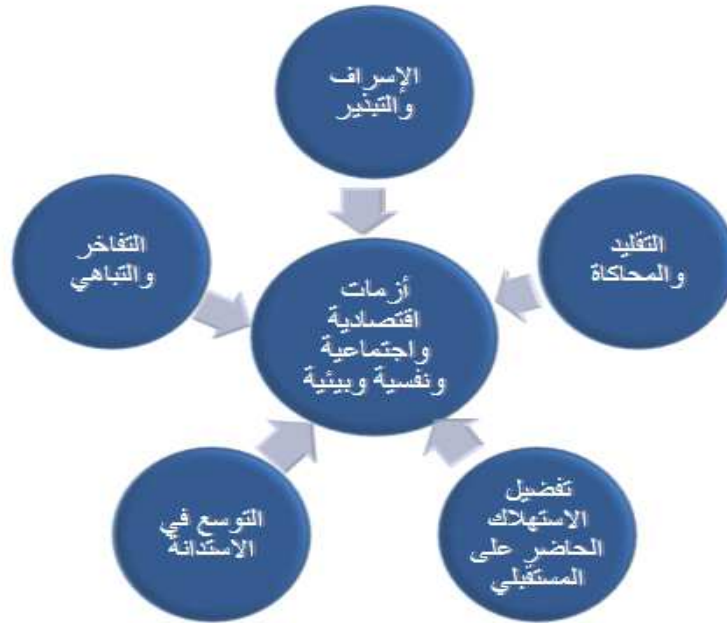 الإسراف
والتبذير
التقليد
والمحاكاة
تفضيل
الاستهلاك
الحاضر على
المستقبلي
التوسع في
الاستدانة
التفاخر
والتباهي
أزمات
اقتصادية
واجتماعية
ونفسية وبيئية